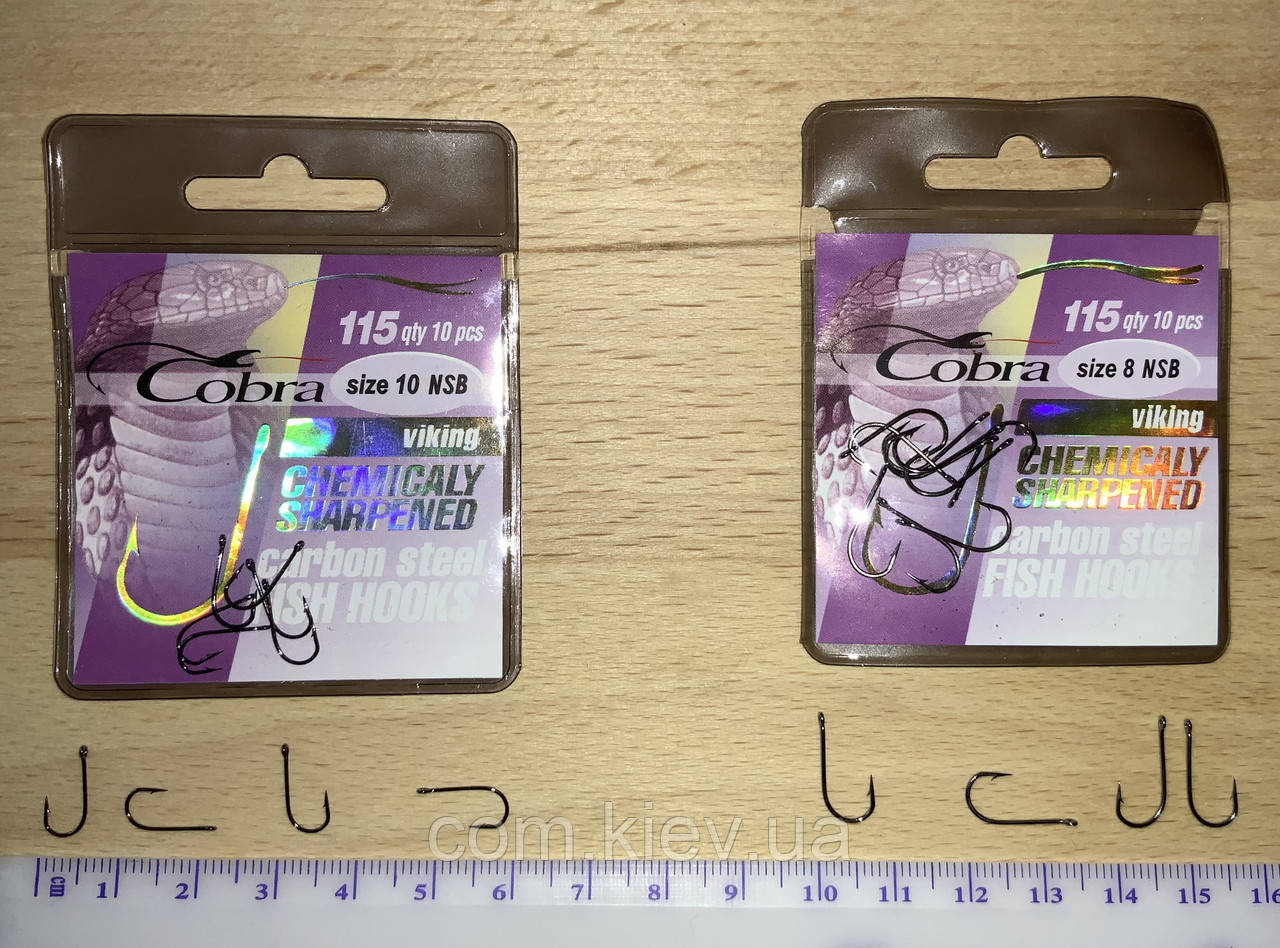 115 qty 10 pcs
Cobra
size 10 NSB
viking
CHEMICALY
SHARPENED
carbon steel
FISH HOOKS
115 qty 10 pcs
Cobra
size 8 NSB
viking
CHEMICALY
SHARPENED
carbon steel
FISH HOOKS
com.kiev.ua
cm 1 2 3 4 5 6 7 8 9 10 11 12 13 14 15 16